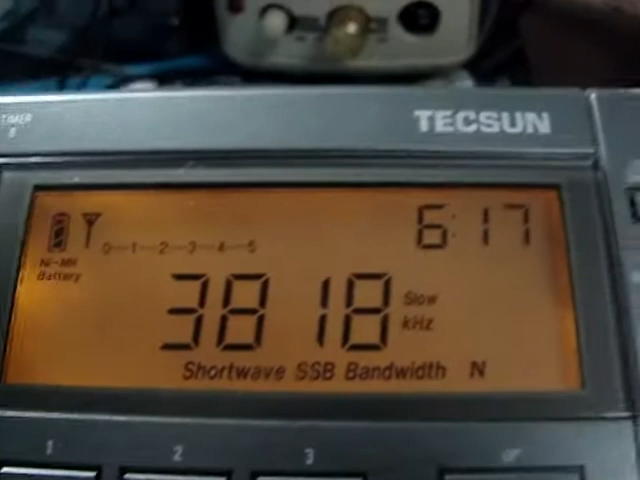 TIMER
TECSUN
6:17
0 1 2 3 4 5
Ni-MH
Battery
3818
Slow
kHz
Shortwave SSB Bandwidth N
1 2 3